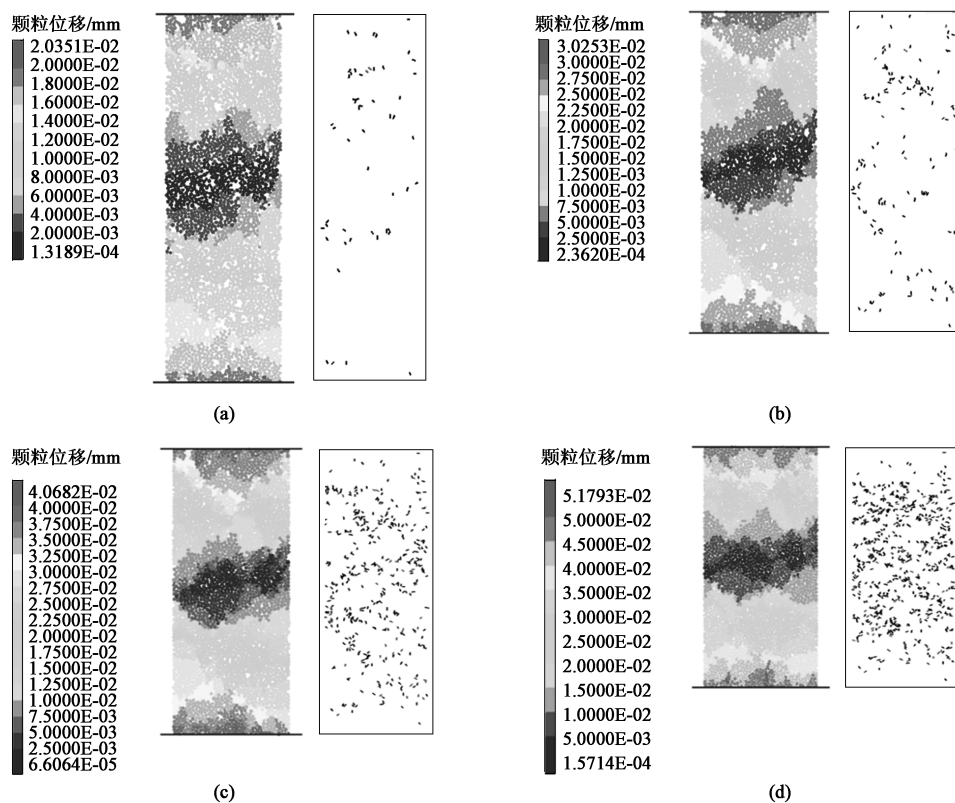 颗粒位移/mm
2.0351E-02
2.0000E-02
1.8000E-02
1.6000E-02
1.4000E-02
1.2000E-02
1.0000E-02
8.0000E-03
6.0000E-03
4.0000E-03
2.0000E-03
1.3189E-04
(a)
颗粒位移/mm
3.0253E-02
3.0000E-02
2.7500E-02
2.5000E-02
2.2500E-02
2.0000E-02
1.7500E-02
1.5000E-02
1.2500E-03
1.0000E-02
7.5000E-03
5.0000E-03
2.5000E-03
2.3620E-04
(b)
颗粒位移/mm
4.0682E-02
4.0000E-02
3.7500E-02
3.5000E-02
3.2500E-02
3.0000E-02
2.7500E-02
2.5000E-02
2.2500E-02
2.0000E-02
1.7500E-02
1.5000E-02
1.2500E-02
1.0000E-02
7.5000E-03
5.0000E-03
2.5000E-03
6.6064E-05
(c)
颗粒位移/mm
5.1793E-02
5.0000E-02
4.5000E-02
4.0000E-02
3.5000E-02
3.0000E-02
2.5000E-02
2.0000E-02
1.5000E-02
1.0000E-02
5.0000E-03
1.5714E-04
(d)